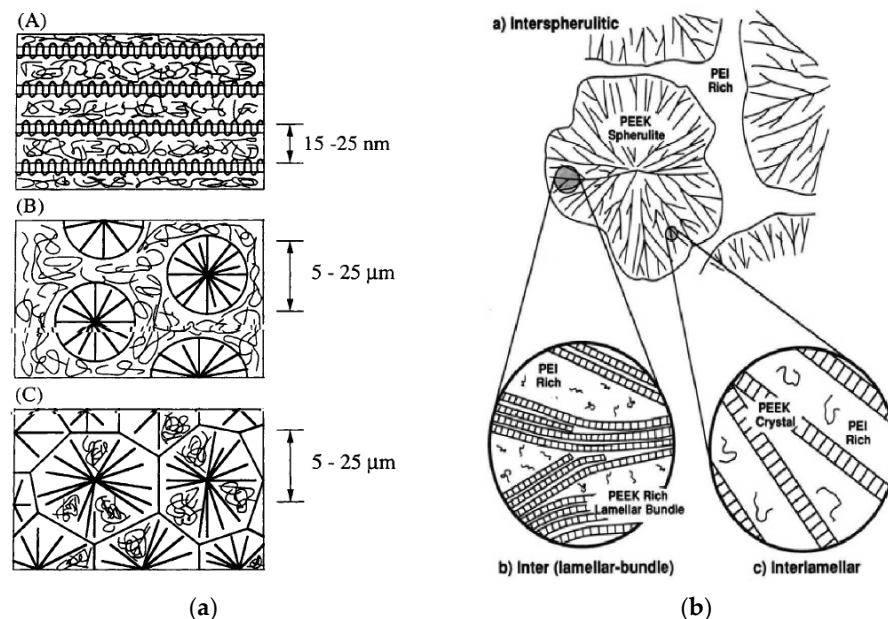 (A)
15 -25 nm
(B)
5 - 25 µm
(C)
5 - 25 µm
(a)
a) Interspherulitic
PEI
Rich
PEEK
Spherulite
PEI
Rich
PEEK Rich
Lamellar Bundle
b) Inter (lamellar-bundle)
PEEK
Crystal
PEI
Rich
c) Interlamellar
(b)